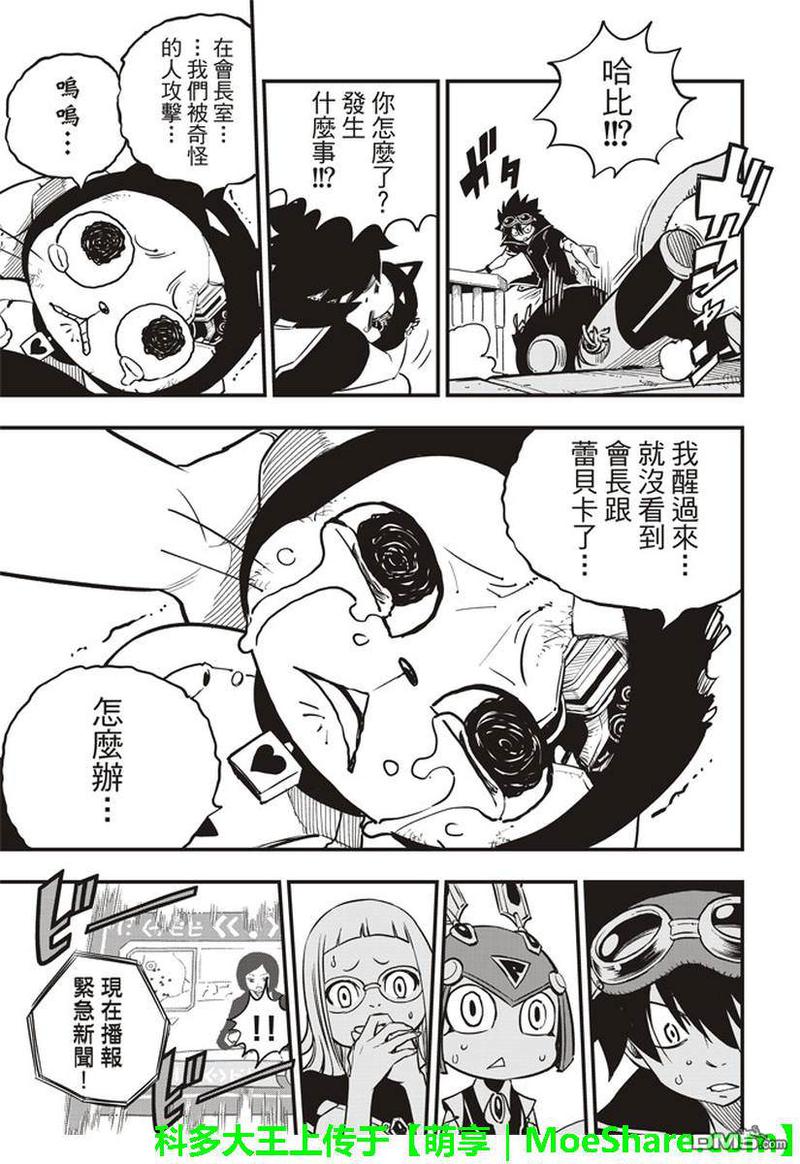 哈比
!!?
你怎麼了?
發生
什麼事!!?
在會長室…
…我們被奇怪
的人攻擊…
嗚嗚
…
我醒過來…
就沒看到
會長跟
蕾貝卡了…
怎麼辦…
!!
現在播報
緊急新聞！
科多大王上传于【萌享｜MoeShare.com】